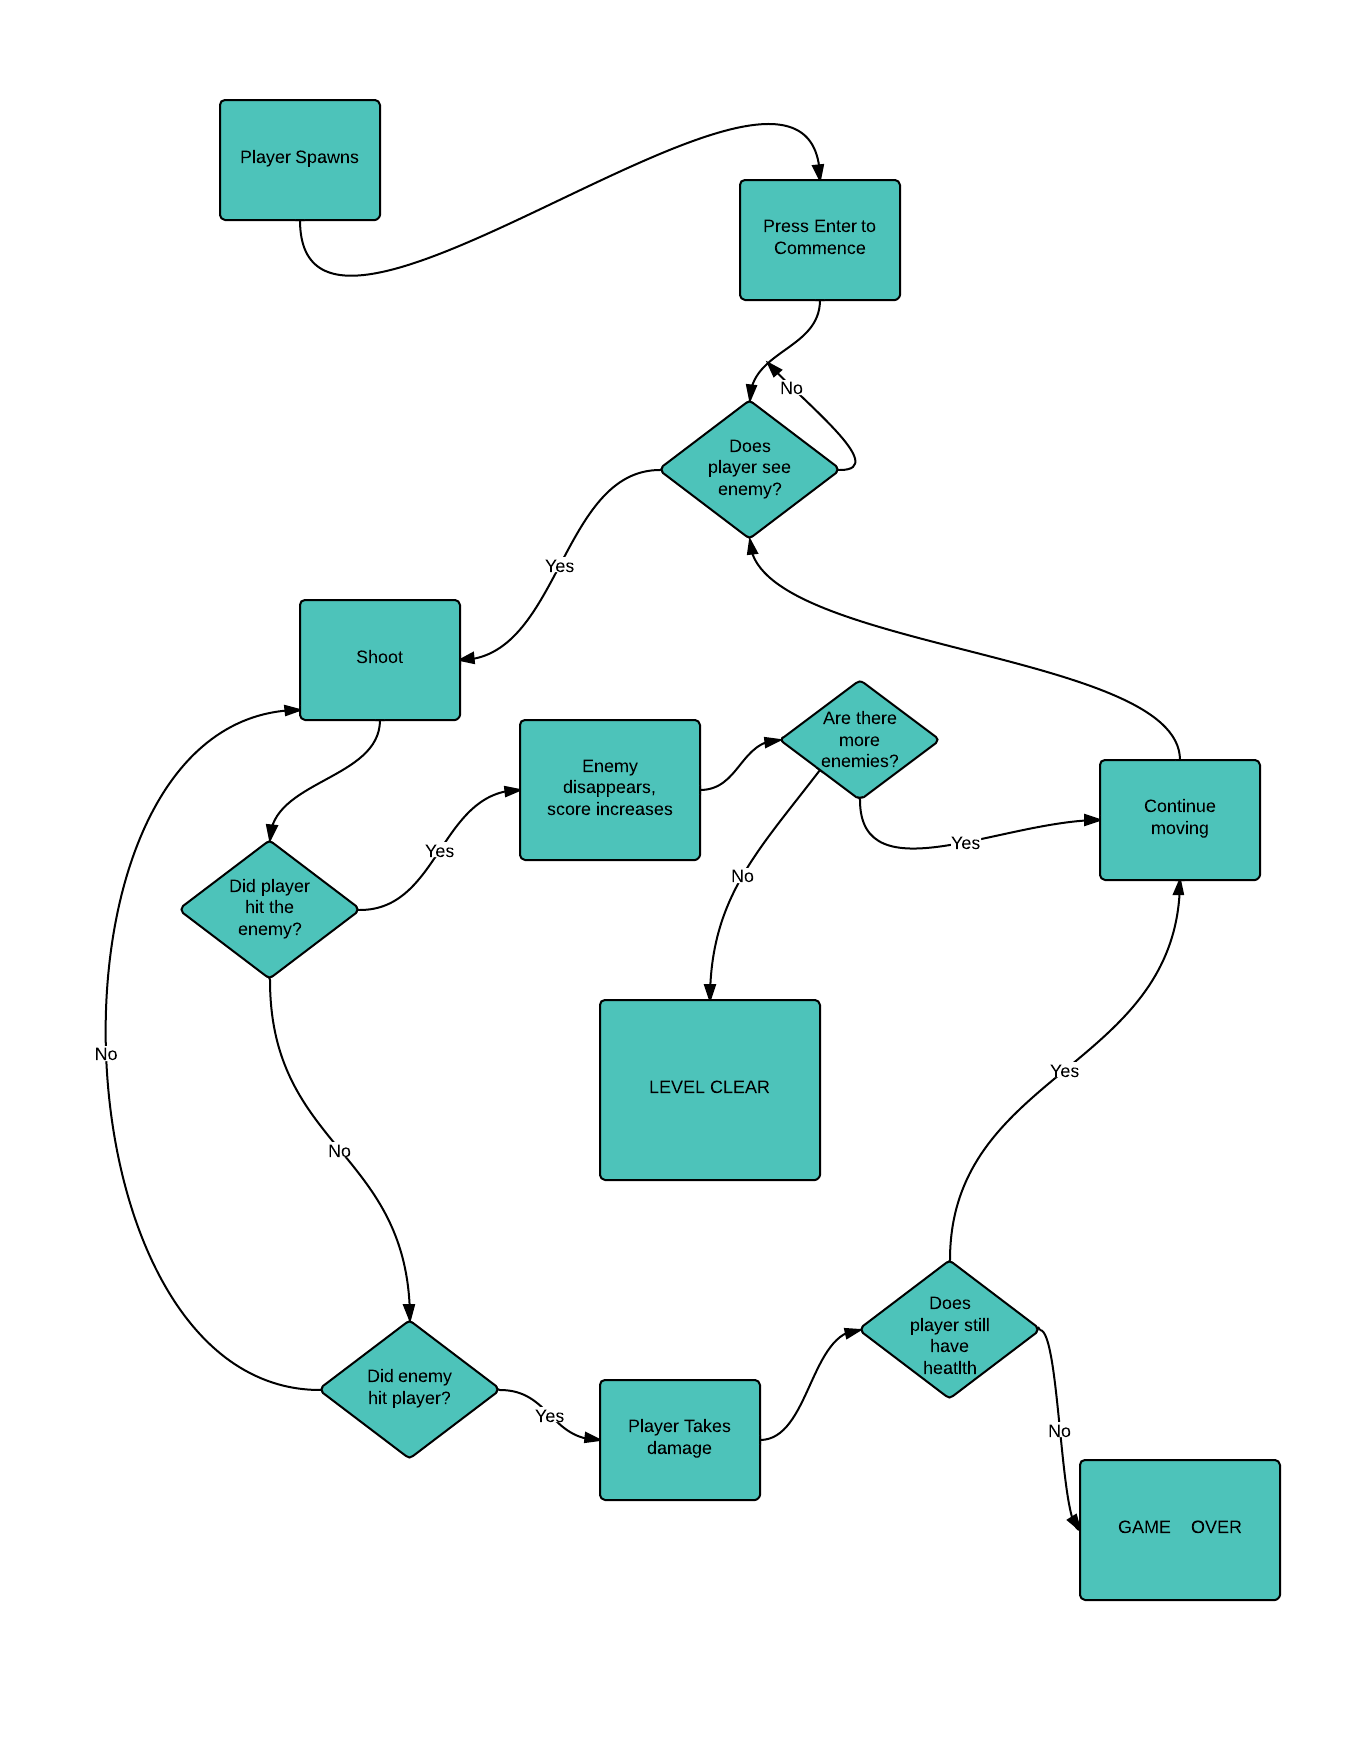 Player Spawns
Press Enter to
Commence
No
Does
player see
enemy?
Yes
Shoot
Are there
more
enemies?
Enemy
disappears,
score increases
Continue
moving
Yes
Yes
No
Did player
hit the
enemy?
No
Yes
LEVEL CLEAR
No
Does
player still
have
heatlth
Did enemy
hit player?
Yes
Player Takes
damage
No
GAME OVER